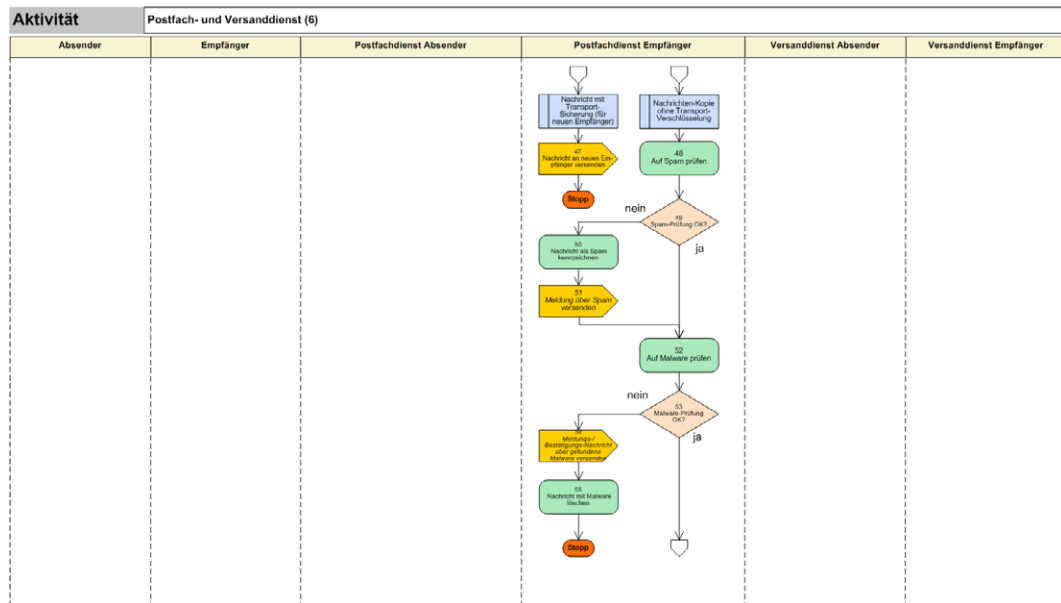 Aktivität
Postfach- und Versanddienst (6)
Absender
Empfänger
Postfachdienst Absender
Postfachdienst Empfänger
Versanddienst Absender
Versanddienst Empfänger
Nachricht mit
Transport-
Sicherung (für
neuen Empfänger)
Nachrichten-Kopie
ohne Transport-
Verschlüsselung
47
Nachricht an neuen Em-
pfänger versenden
48
Auf Spam prüfen
Stopp
nein
49
Spam-Prüfung OK?
ja
50
Nachricht als Spam
kennzeichnen
51
Meldung über Spam
versenden
52
Auf Malware prüfen
nein
53
Malware-Prüfung
OK?
ja
54
Meldungs-/
Bestätigungs-Nachricht
über gefundene
Malware versenden
55
Nachricht mit Malware
löschen
Stopp